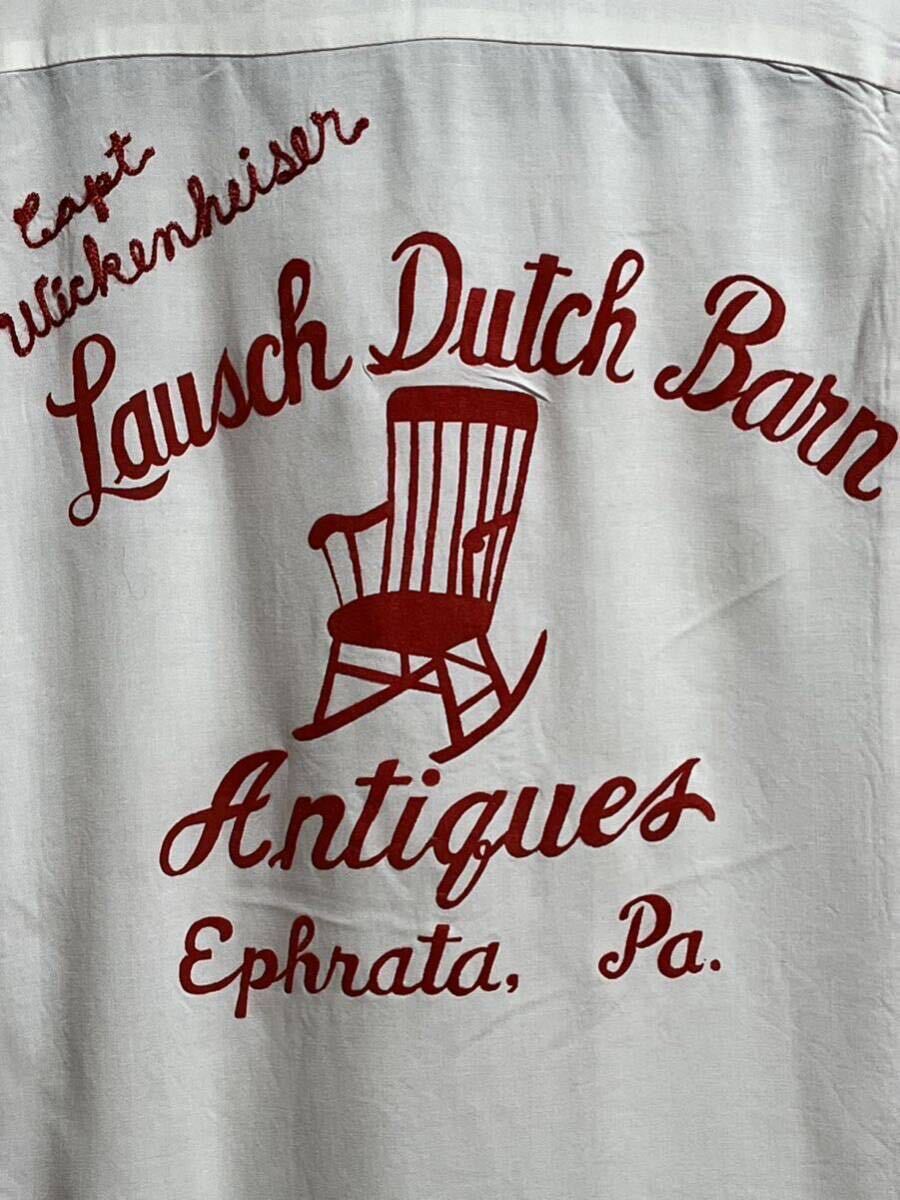 Capt
Wickenheiser
Lausch Dutch Barn
Antiques
Ephrata, Pa.